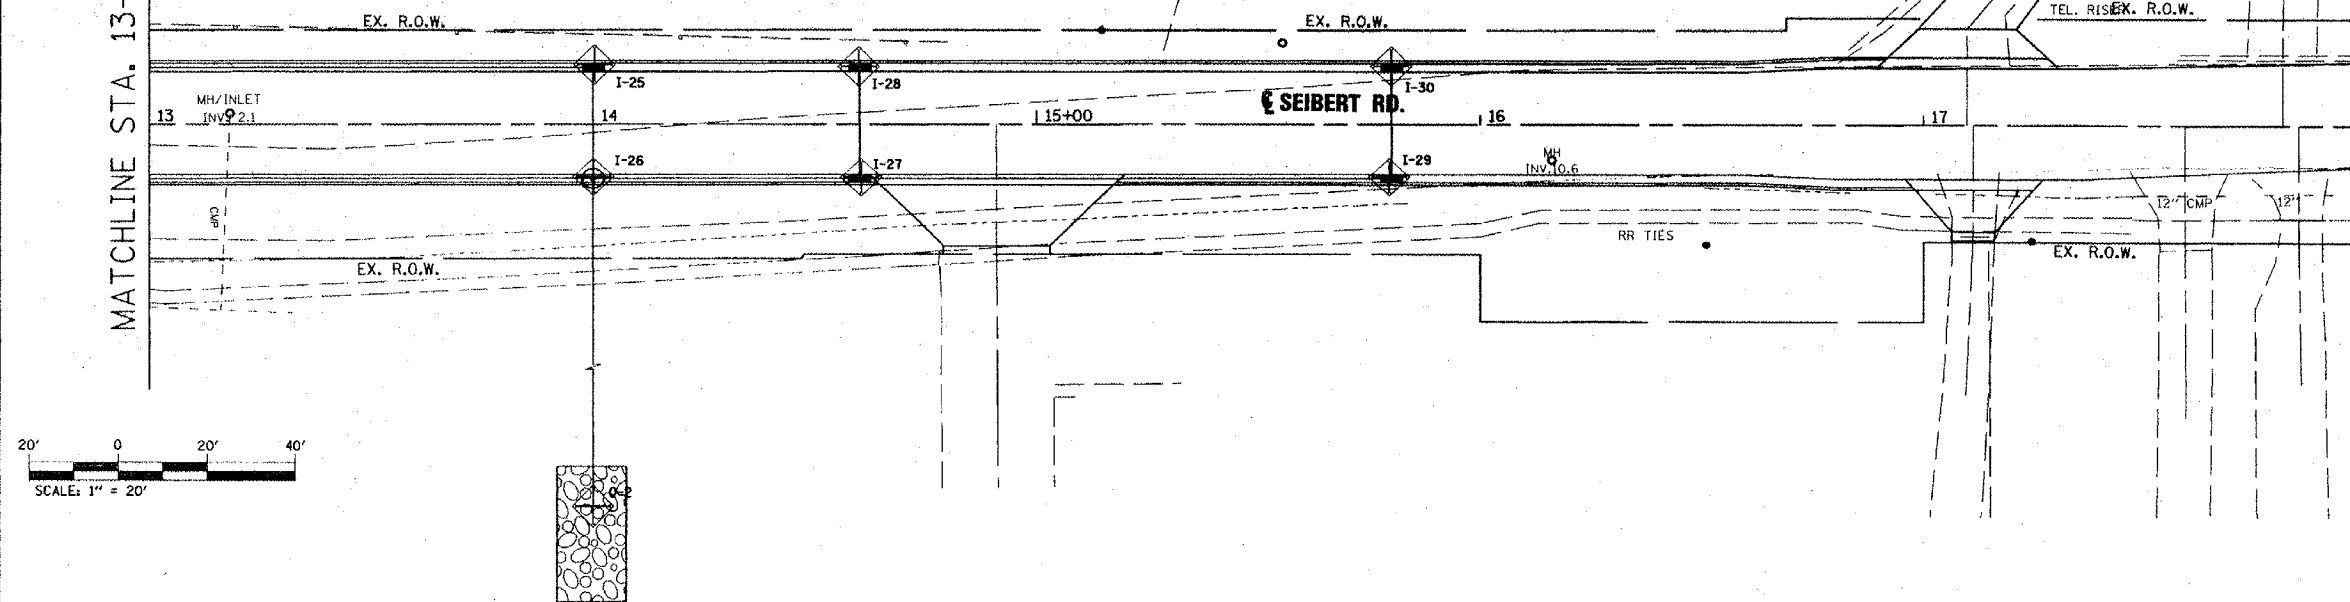 MATCHLINE STA. 13-
EX. R.O.W.
EX. R.O.W.
TEL. RISER
EX. R.O.W.
I-25
I-28
I-30
MH/INLET
INV. 2.1
13
14
15+00
℄ SEIBERT RD.
16
17
I-26
I-27
I-29
MH
INV. 10.6
CMP
12" CMP
12"
RR TIES
EX. R.O.W.
EX. R.O.W.
20' 0 20' 40'
SCALE: 1" = 20'
O-2